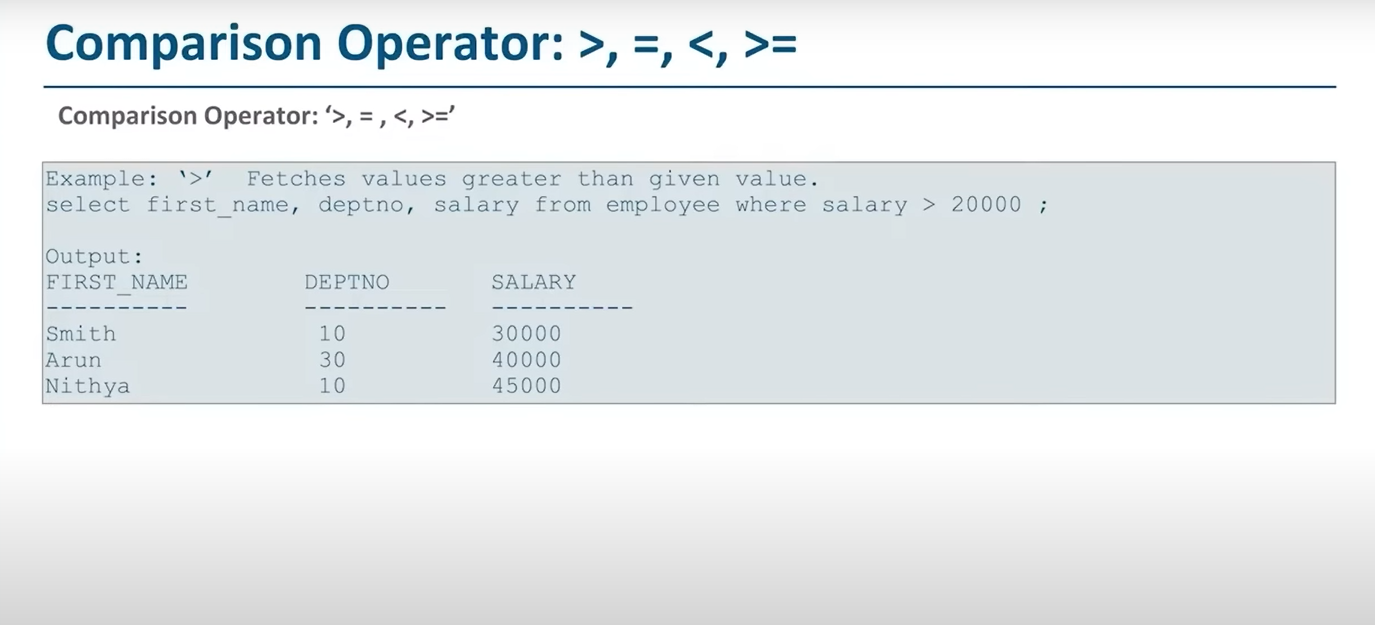 Comparison Operator: >, =, <, >=
Comparison Operator: ‘>, = , <, >=’
Example: ‘>’ Fetches values greater than given value.
select first_name, deptno, salary from employee where salary > 20000 ;
Output:
FIRST_NAME DEPTNO SALARY
---------- ---------- ----------
Smith 10 30000
Arun 30 40000
Nithya 10 45000